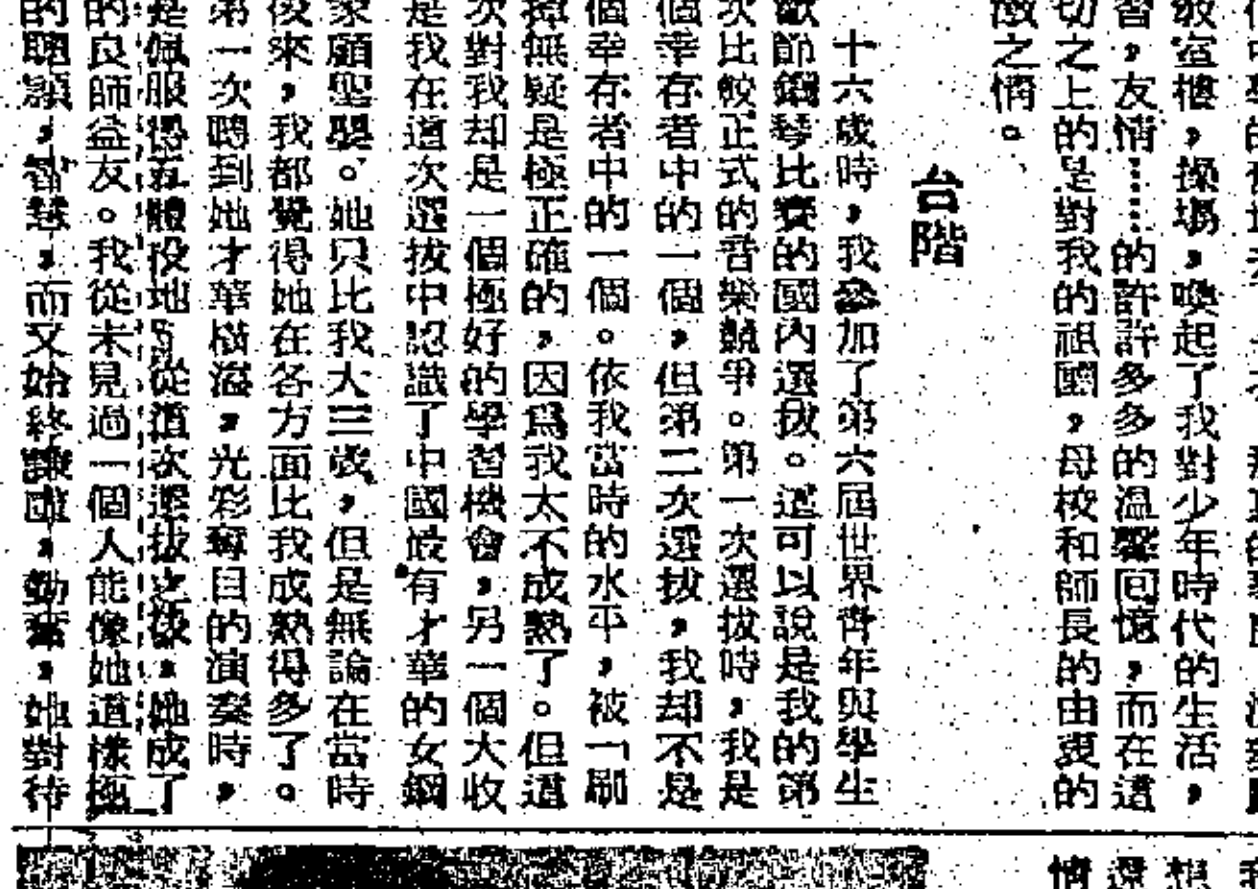 教室樓，操場，喚起了我對少年時代的生活，
習，友情……的許許多多的溫馨回憶，而在這
切之上的是對我的祖國，母校和師長的由衷的
激之情。
台階
十六歲時，我參加了第六屆世界青年與學生
歡節鋼琴比賽的國內選拔。這可以說是我的第
次比較正式的音樂競爭。第一次選拔時，我是
個幸存者中的一個，但第二次選拔，我却不是
個幸存者中的一個。依我當時的水平，被「刷
掉無疑是極正確的，因爲我太不成熟了。但這
次對我却是一個極好的學習機會，另一個大收
是我在這次選拔中認識了中國最有才華的女鋼
家顧聖嬰。她只比我大三歲，但是無論在當時
後來，我都覺得她在各方面比我成熟得多了。
第一次聽到她才華橫溢，光彩奪目的演奏時，
是佩服得五體投地。從這次選拔之後，她成了
的良師益友。我從未見過一個人能像她這樣極
的聰穎，智慧，而又始終謙虛，勤奮，她對待